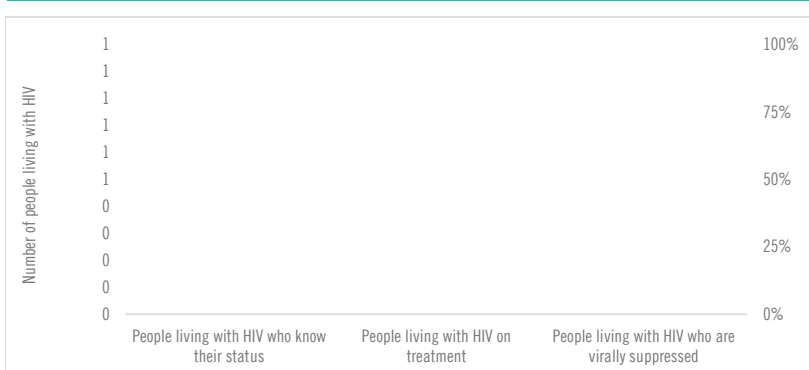 Number of people living with HIV
1
1
1
1
1
1
0
0
0
0
0
100%
75%
50%
25%
0%
People living with HIV who know
their status
People living with HIV on
treatment
People living with HIV who are
virally suppressed